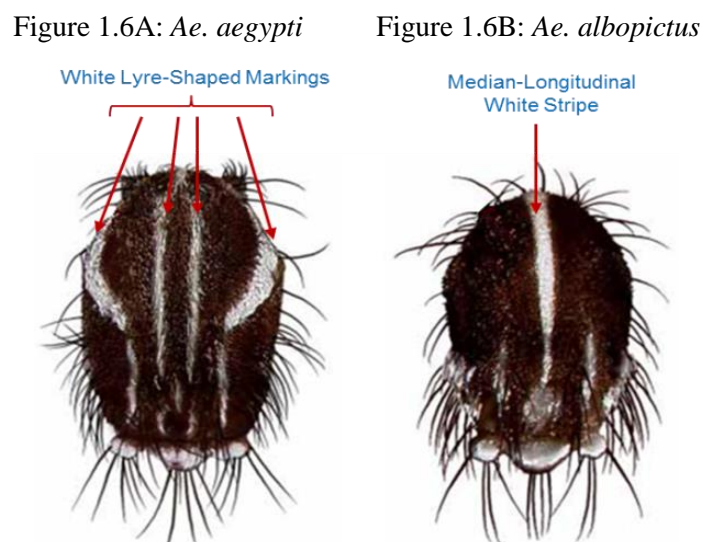 Figure 1.6A: Ae. aegypti
Figure 1.6B: Ae. albopictus
White Lyre-Shaped Markings
Median-Longitudinal
White Stripe